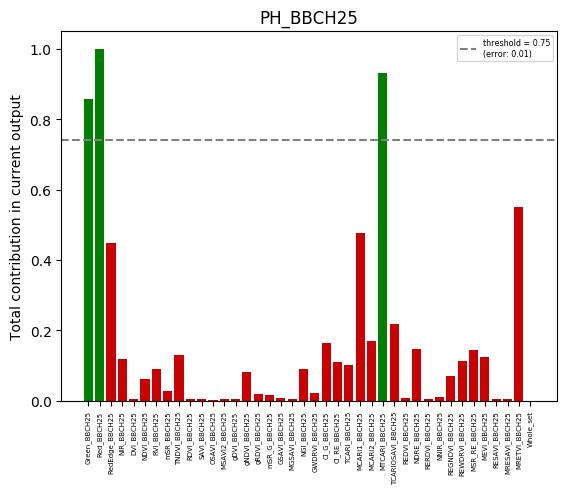 PH_BBCH25
threshold = 0.75
(error: 0.01)
Total contribution in current output
1.0
0.8
0.6
0.4
0.2
0.0
Green_BBCH25
Red_BBCH25
RedEdge_BBCH25
NIR_BBCH25
DVI_BBCH25
NDVI_BBCH25
RVI_BBCH25
mSR_BBCH25
TNDVI_BBCH25
RDVI_BBCH25
SAVI_BBCH25
OSAVI_BBCH25
MSAVI2_BBCH25
gDVI_BBCH25
gNDVI_BBCH25
gRDVI_BBCH25
mSR_G_BBCH25
GSAVI_BBCH25
MGSAVI_BBCH25
NGI_BBCH25
GWDRVI_BBCH25
CI_G_BBCH25
CI_RE_BBCH25
TCARI_BBCH25
MCARI1_BBCH25
MCARI2_BBCH25
MTCARI_BBCH25
TCARIOSAVI_BBCH25
REDVI_BBCH25
NDRE_BBCH25
RERDVI_BBCH25
NNIR_BBCH25
REGNDVI_BBCH25
REWDRVI_BBCH25
MSR_RE_BBCH25
MEVI_BBCH25
RESAVI_BBCH25
MRESAVI_BBCH25
MRETVI_BBCH25
Whole_set